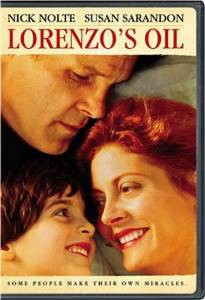 NICK NOLTE SUSAN SARANDON
LORENZO'S OIL
SOME PEOPLE MAKE THEIR OWN MIRACLES.